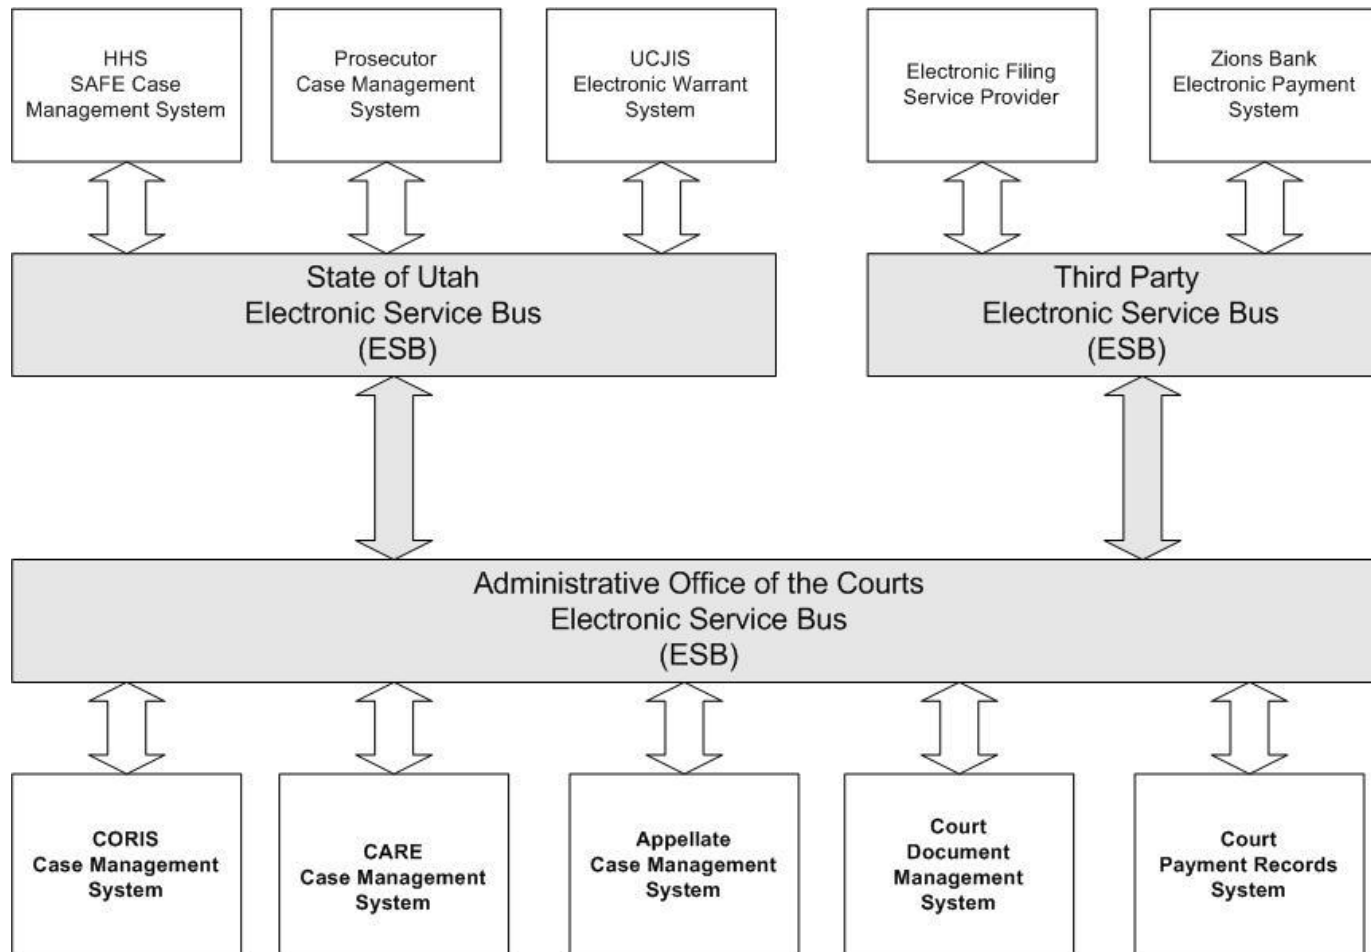 HHS
SAFE Case
Management System
Prosecutor
Case Management
System
UCJIS
Electronic Warrant
System
Electronic Filing
Service Provider
Zions Bank
Electronic Payment
System
State of Utah
Electronic Service Bus
(ESB)
Third Party
Electronic Service Bus
(ESB)
Administrative Office of the Courts
Electronic Service Bus
(ESB)
CORIS
Case Management
System
CARE
Case Management
System
Appellate
Case Management
System
Court
Document
Management
System
Court
Payment Records
System